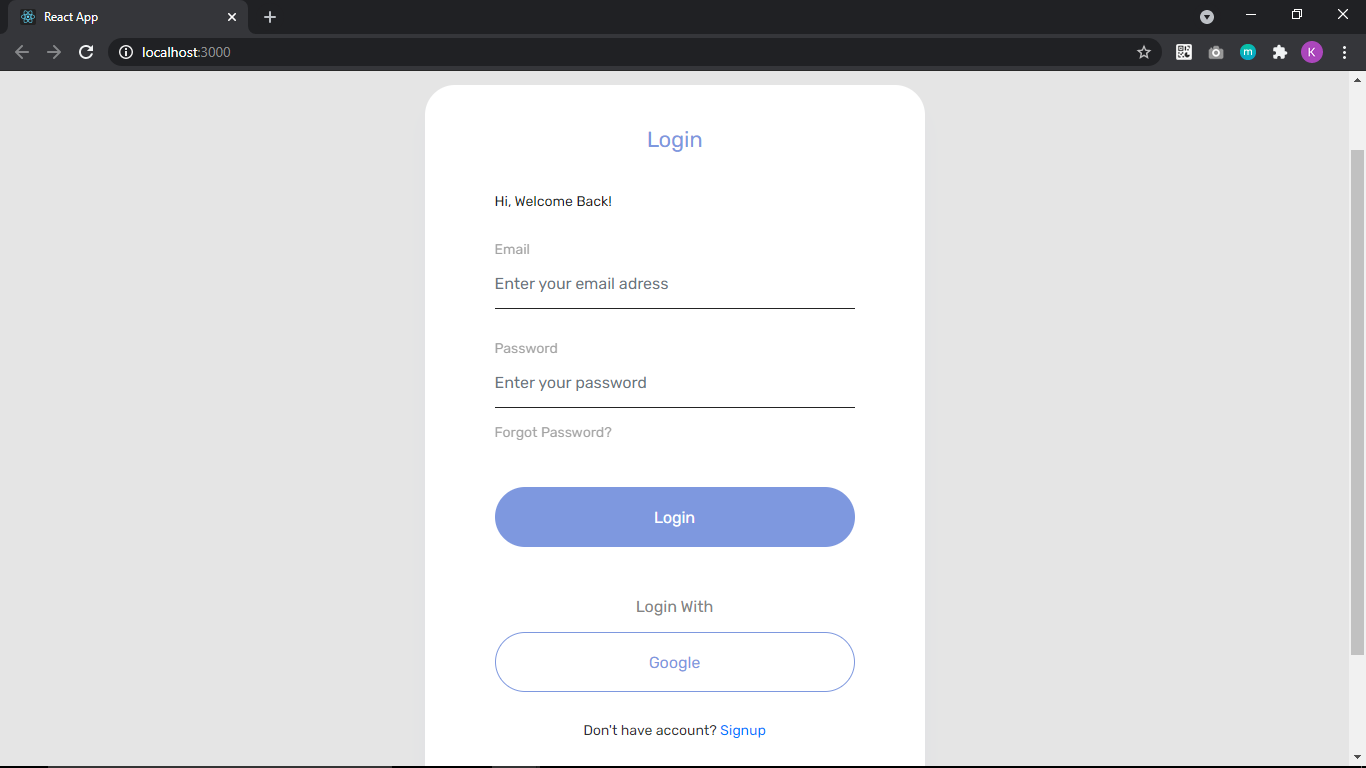 React App
localhost:3000
m
K
Login
Hi, Welcome Back!
Email
Enter your email adress
Password
Enter your password
Forgot Password?
Login
Login With
Google
Don't have account? Signup